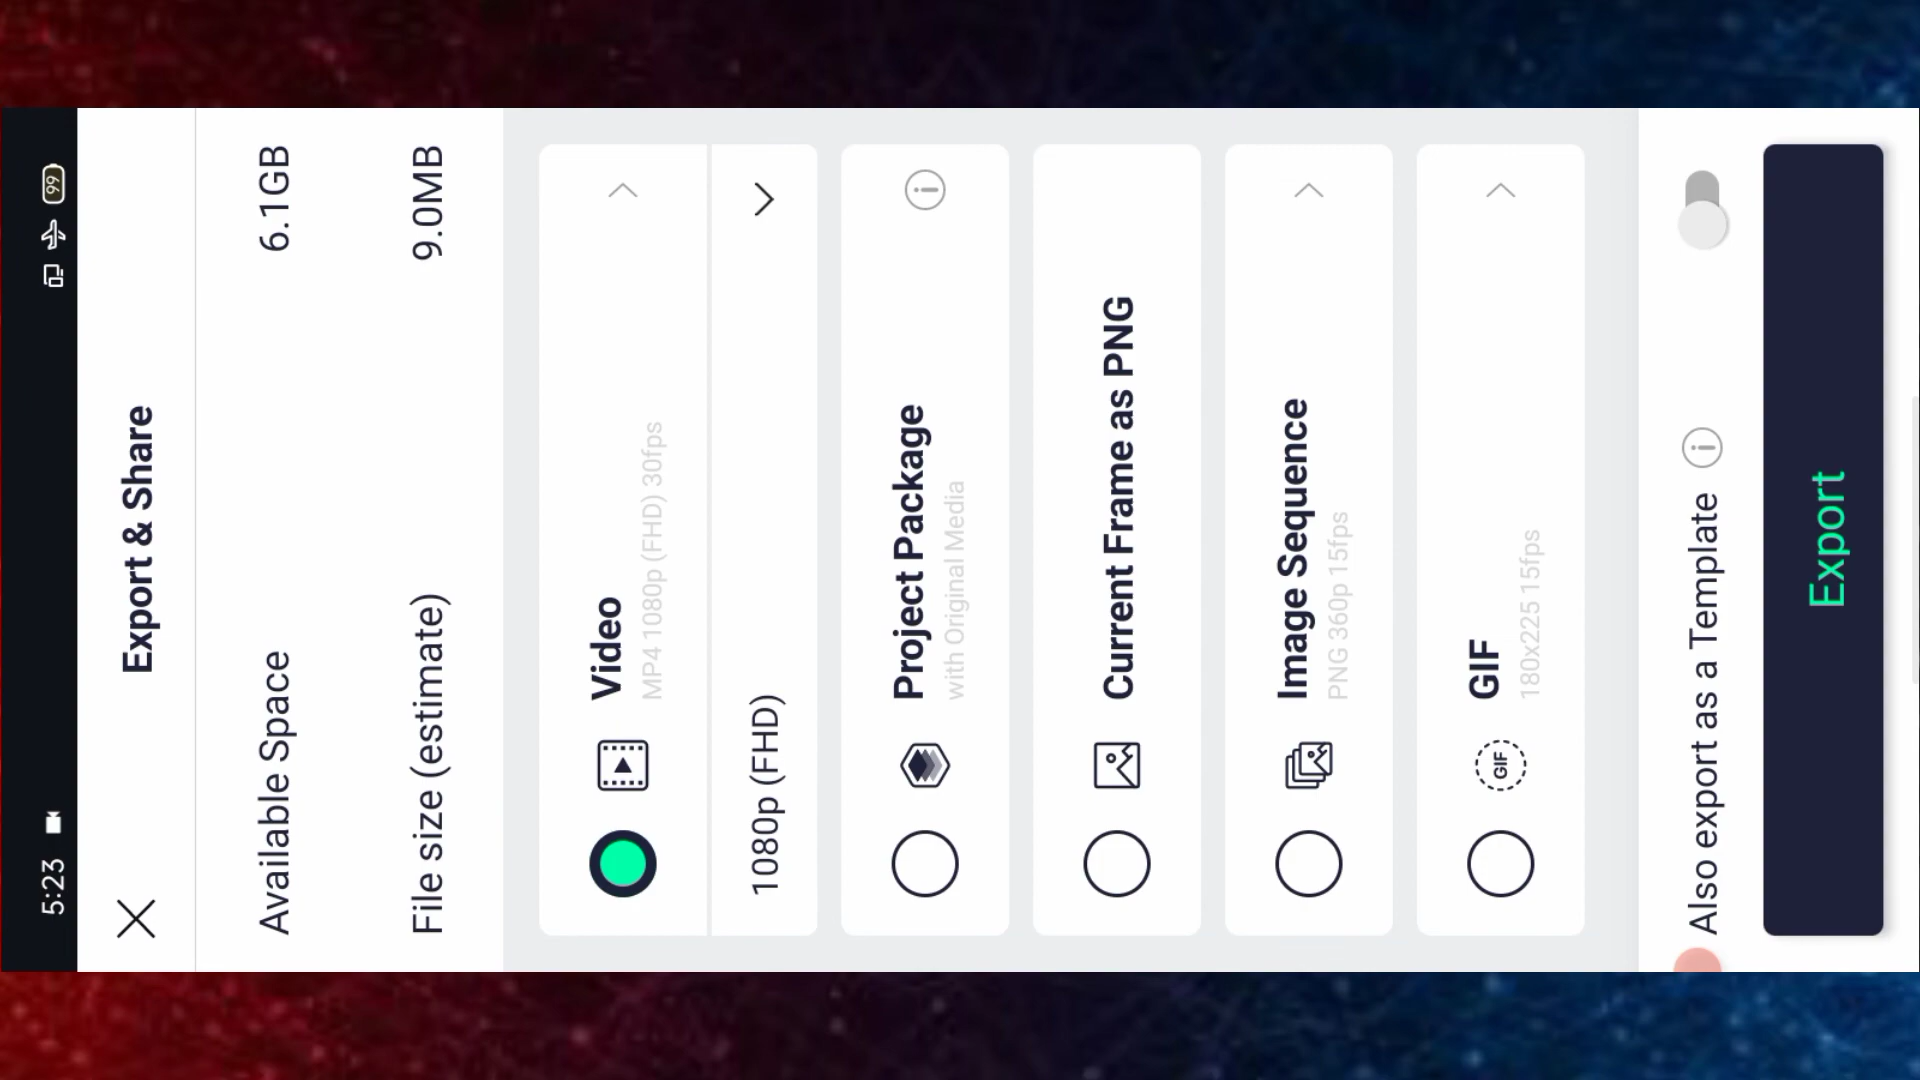 5:23
99
Export & Share
Available Space 6.1GB
File size (estimate) 9.0MB
Video
MP4 1080p (FHD) 30fps
1080p (FHD)
Project Package
with Original Media
Current Frame as PNG
Image Sequence
PNG 360p 15fps
GIF
GIF
180x225 15fps
Also export as a Template
Export